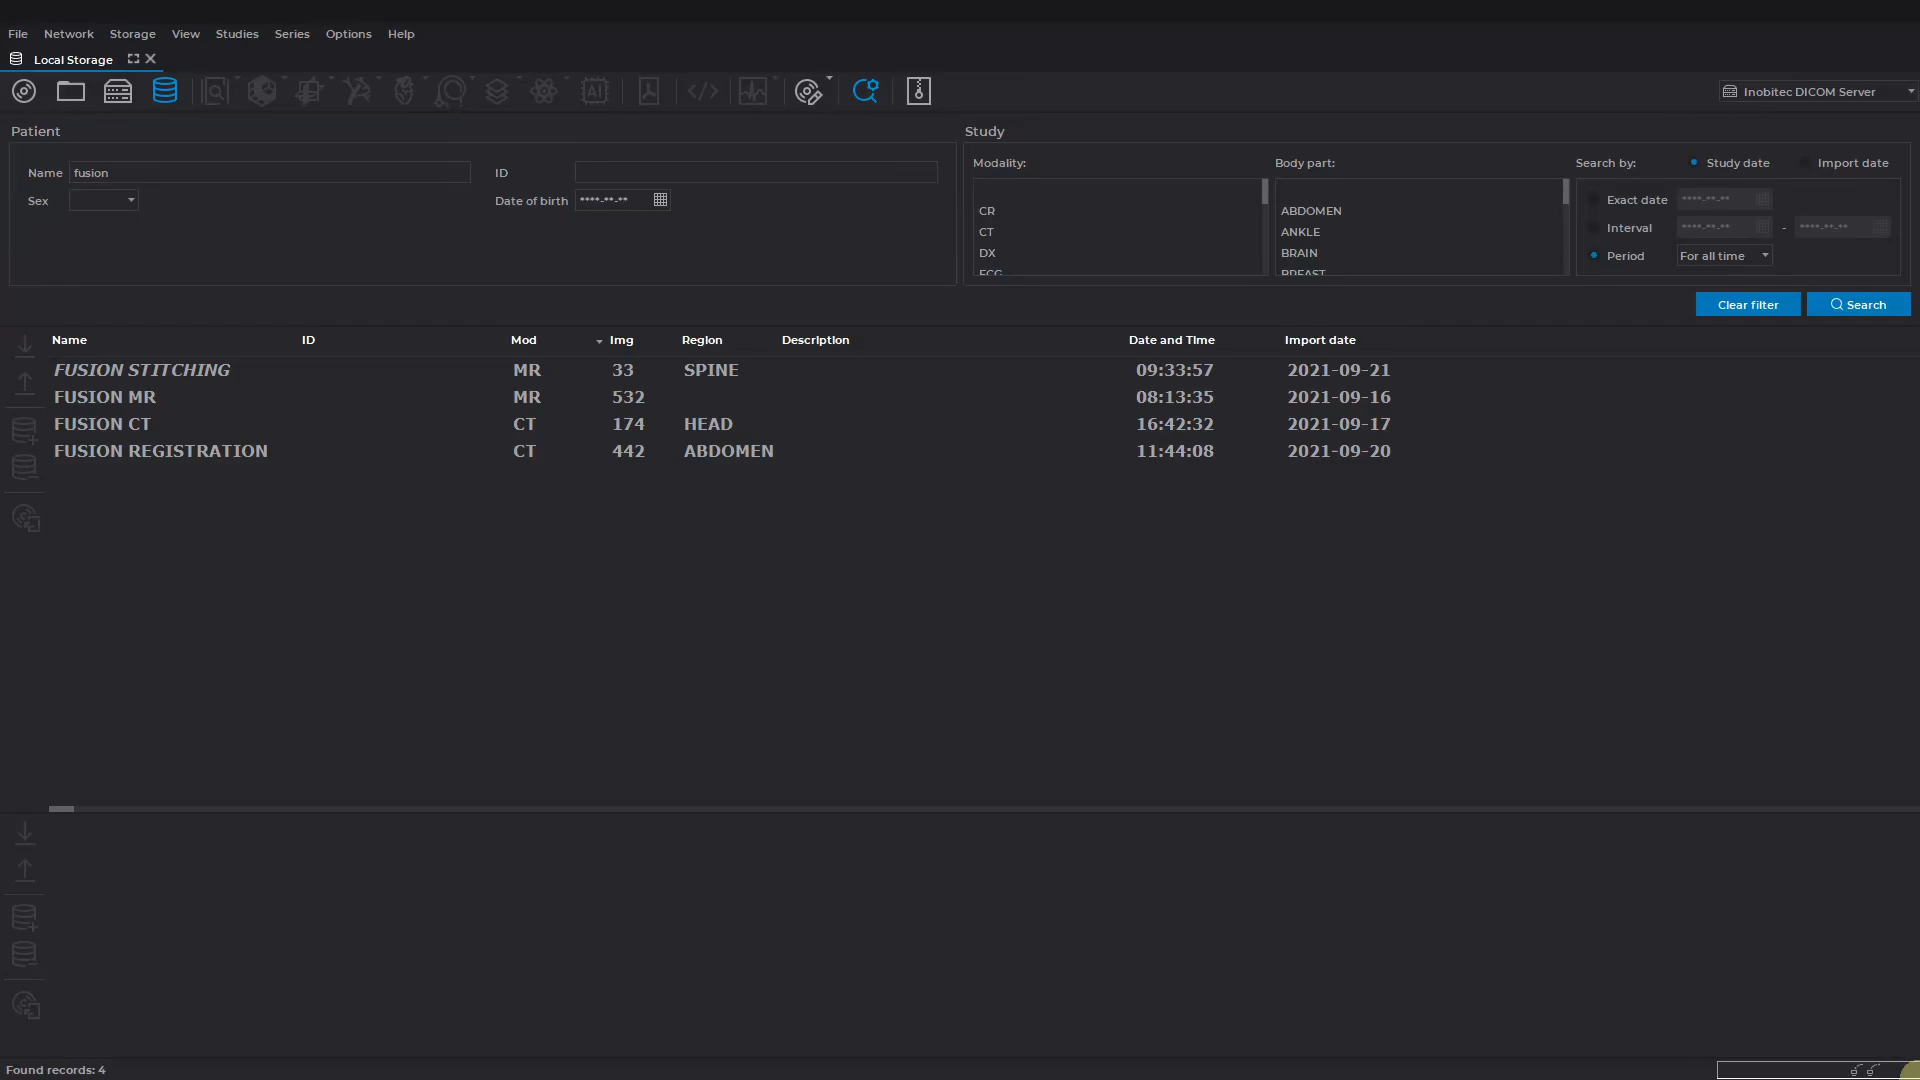 File Network Storage View Studies Series Options Help
Local Storage
AI
Inobitec DICOM Server
Patient
Study
Name fusion
ID
Sex
Date of birth ****-**-**
Modality:
CR
CT
DX
ECG
Body part:
ABDOMEN
ANKLE
BRAIN
BREAST
Search by: Study date Import date
Exact date ****-**-**
Interval ****-**-** - ****-**-**
Period For all time
Clear filter Search
Name ID Mod Img Region Description Date and Time Import date
FUSION STITCHING MR 33 SPINE 09:33:57 2021-09-21
FUSION MR MR 532 08:13:35 2021-09-16
FUSION CT CT 174 HEAD 16:42:32 2021-09-17
FUSION REGISTRATION CT 442 ABDOMEN 11:44:08 2021-09-20
Found records: 4